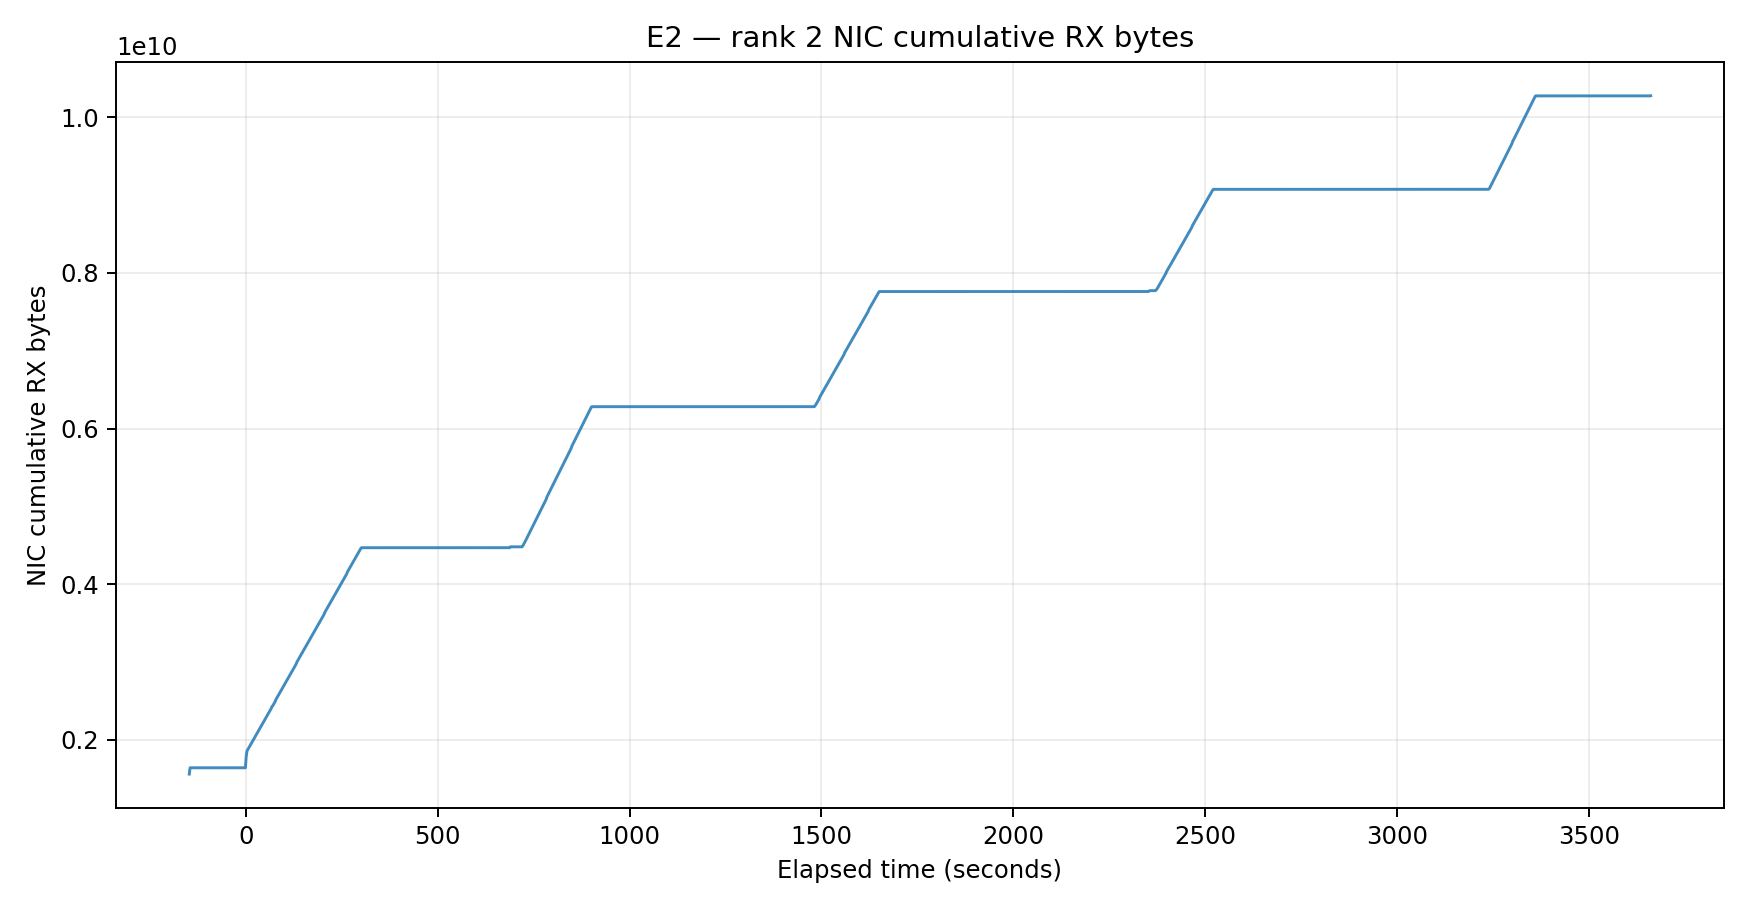 E2 — rank 2 NIC cumulative RX bytes
1e10
1.0
0.8
0.6
0.4
0.2
NIC cumulative RX bytes
0 500 1000 1500 2000 2500 3000 3500
Elapsed time (seconds)